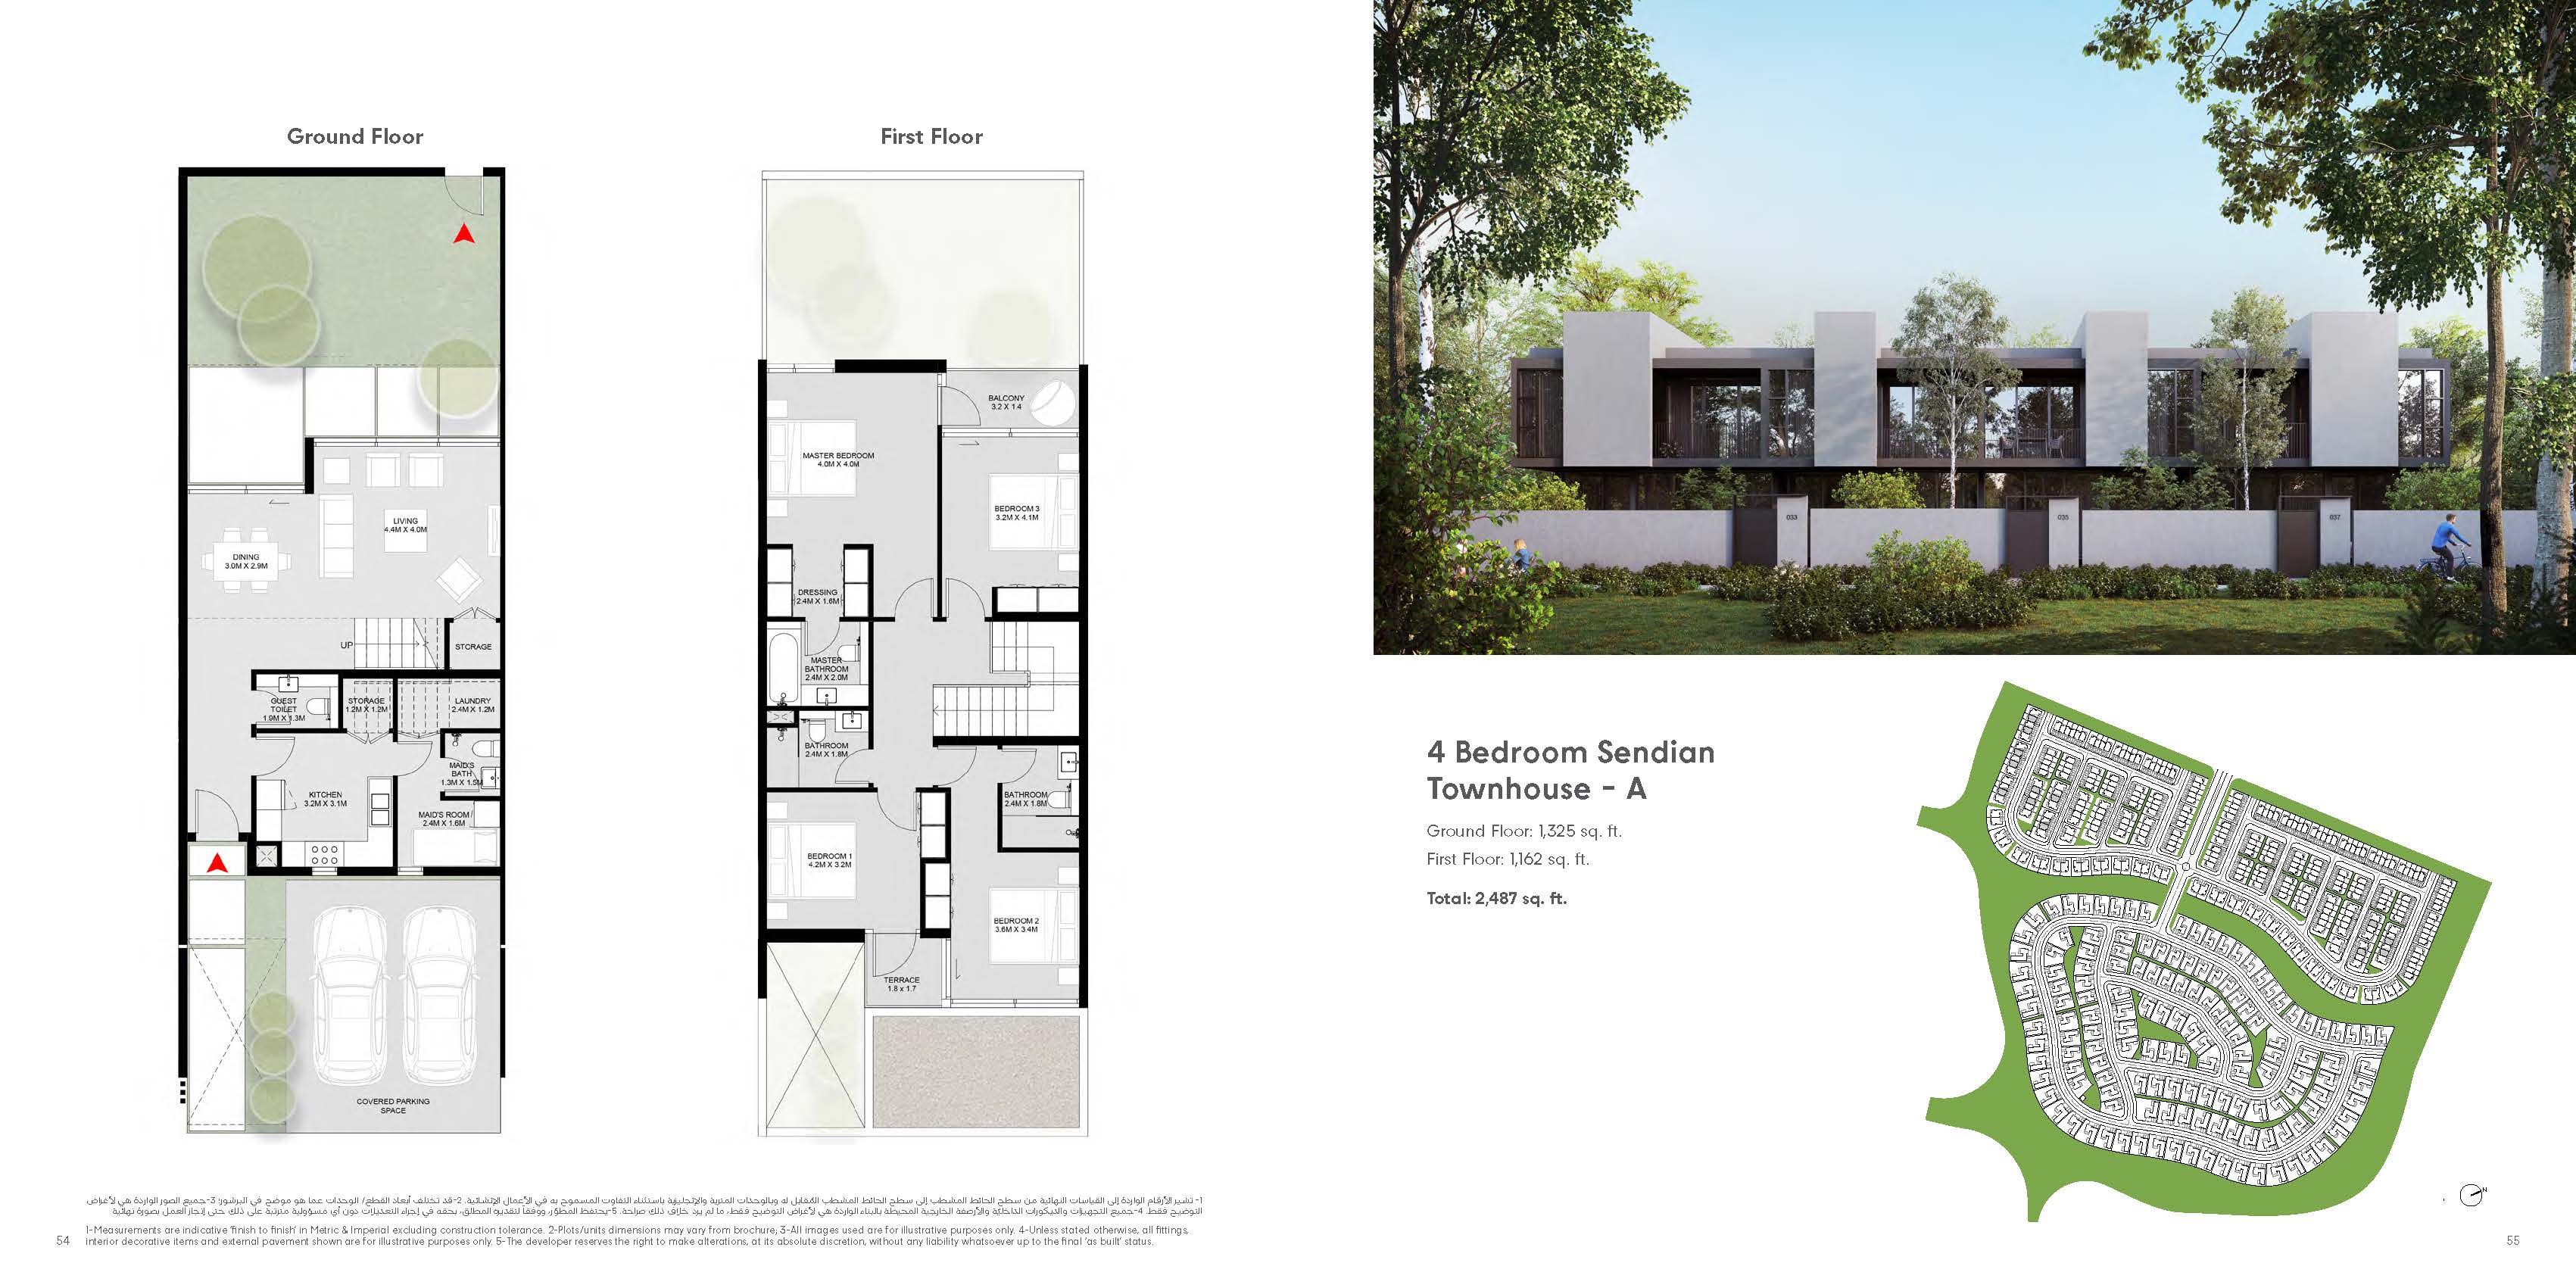 Ground Floor
First Floor
LIVING
4.4M X 4.0M
DINING
3.0M X 2.9M
UP
STORAGE
GUEST
TOILET
1.9M X 1.3M
STORAGE
1.2M X 1.2M
LAUNDRY
2.4M X 1.2M
MAID'S
BATH
1.3M X 1.5M
KITCHEN
3.2M X 3.1M
MAID'S ROOM
2.4M X 1.6M
COVERED PARKING
SPACE
BALCONY
3.2 X 1.4
MASTER BEDROOM
4.0M X 4.0M
BEDROOM 3
3.2M X 4.1M
DRESSING
2.4M X 1.6M
MASTER
BATHROOM
2.4M X 2.0M
BATHROOM
2.4M X 1.8M
BATHROOM
2.4M X 1.8M
BEDROOM 1
4.2M X 3.2M
BEDROOM 2
3.6M X 3.4M
TERRACE
1.8 x 1.7
033
035
037
4 Bedroom Sendian
Townhouse - A
Ground Floor: 1,325 sq. ft.
First Floor: 1,162 sq. ft.
Total: 2,487 sq. ft.
N
1- تشير الأرقام الواردة إلى القياسات النهائية من سطح الحائط المشطب إلى سطح الحائط المشطب المُقابل له وبالوحدات المترية والإنجليزية باستثناء التفاوت المسموح به في الأعمال الإنشائية. 2-قد تختلف أبعاد القطع/ الوحدات عما هو موضح في البرشور؛ 3-جميع الصور الواردة هي لأغراض
التوضيح فقط. 4-جميع التجهيزات والديكورات الداخلية والأرصفة الخارجية المحيطة بالبناء الواردة هي لأغراض التوضيح فقط، ما لم يرد خلاف ذلك صراحة. 5-يحتفظ المطوّر، ووفقاً لتقديره المطلق، بحقه في إجراء التعديلات دون أي مسؤولية مترتبة على ذلك حتى إنجاز العمل بصورة نهائية
1-Measurements are indicative 'finish to finish' in Metric & Imperial excluding construction tolerance. 2-Plots/units dimensions may vary from brochure; 3-All images used are for illustrative purposes only. 4-Unless stated otherwise, all fittings,
interior decorative items and external pavement shown are for illustrative purposes only. 5-The developer reserves the right to make alterations, at its absolute discretion, without any liability whatsoever up to the final 'as built' status.
54
55